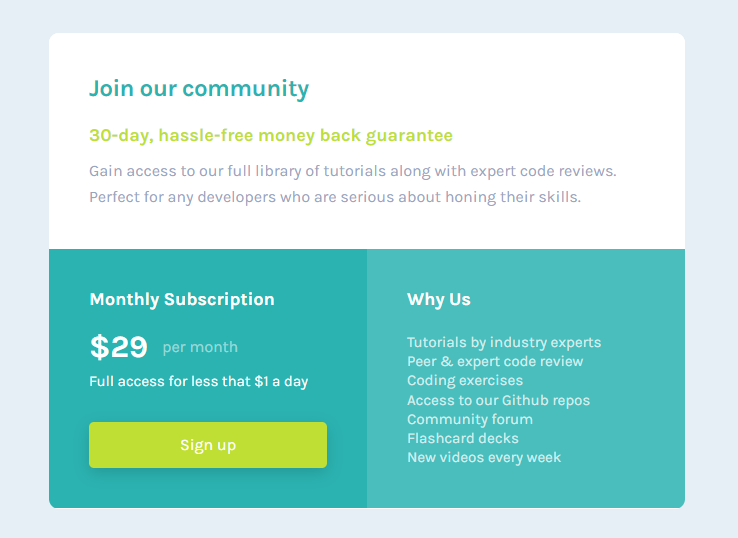 Join our community
30-day, hassle-free money back guarantee
Gain access to our full library of tutorials along with expert code reviews.
Perfect for any developers who are serious about honing their skills.
Monthly Subscription
$29 per month
Full access for less that $1 a day
Sign up
Why Us
Tutorials by industry experts
Peer & expert code review
Coding exercises
Access to our Github repos
Community forum
Flashcard decks
New videos every week